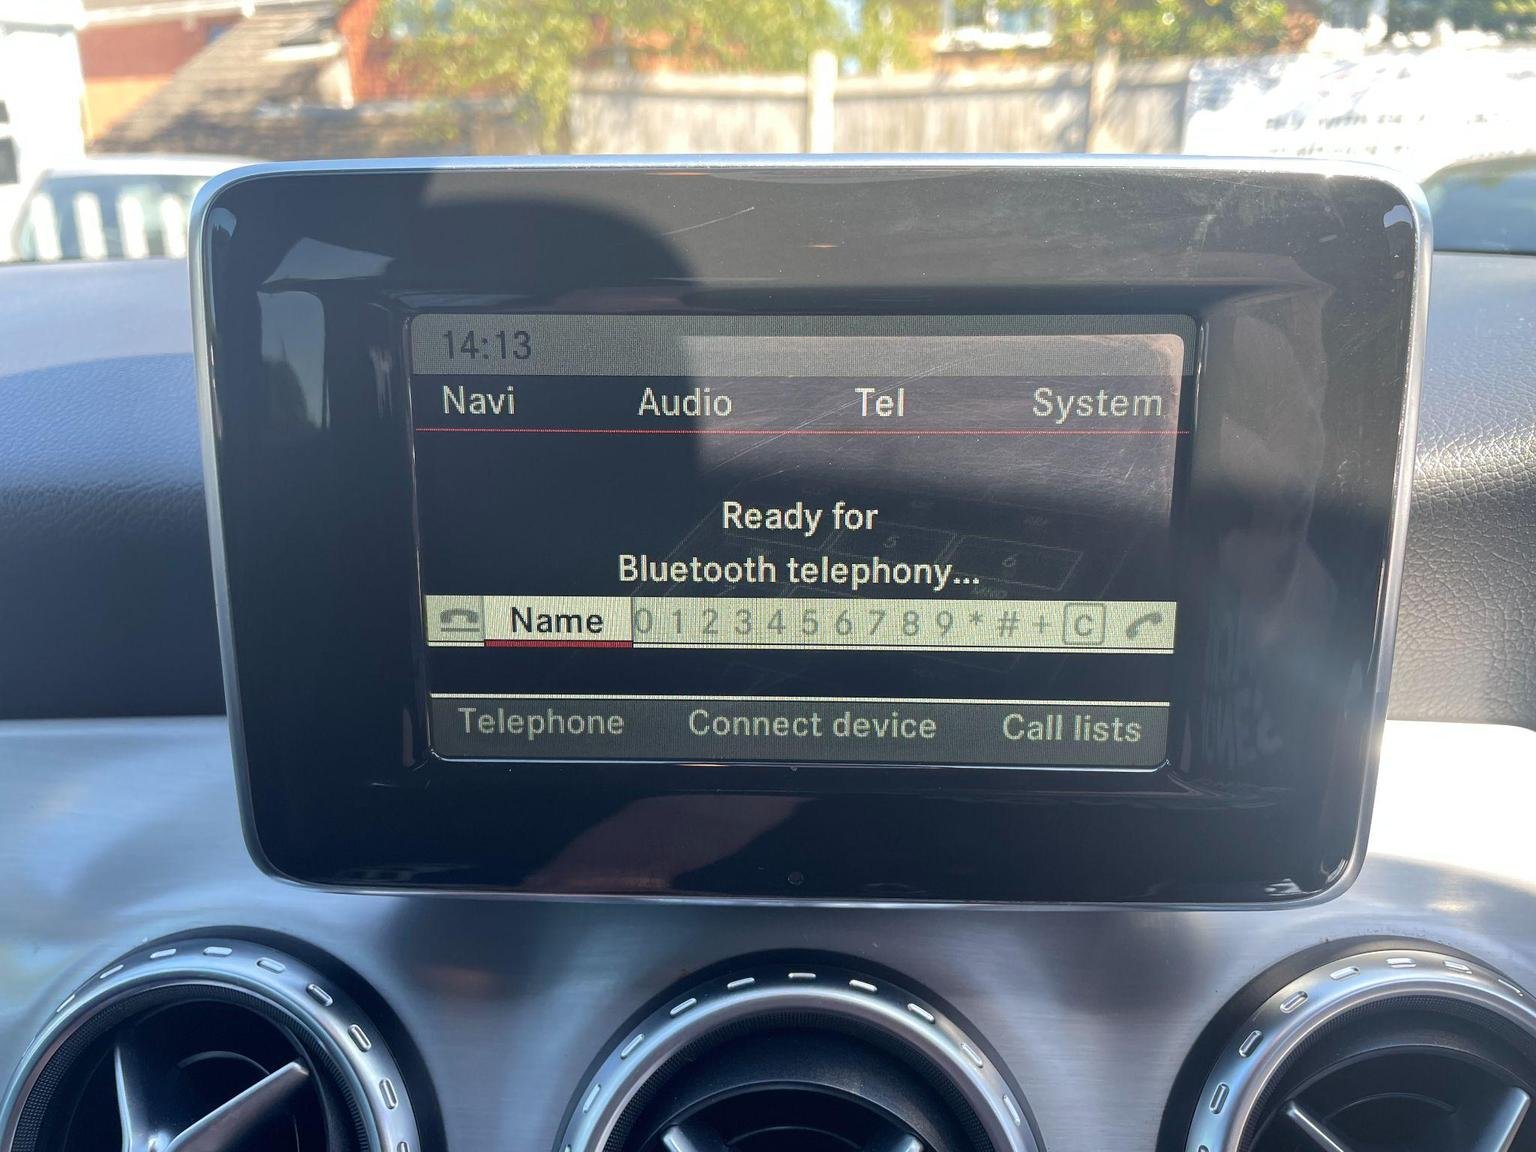 14:13
Navi Audio Tel System
Ready for
Bluetooth telephony...
Name 0 1 2 3 4 5 6 7 8 9 * # + C
Telephone Connect device Call lists